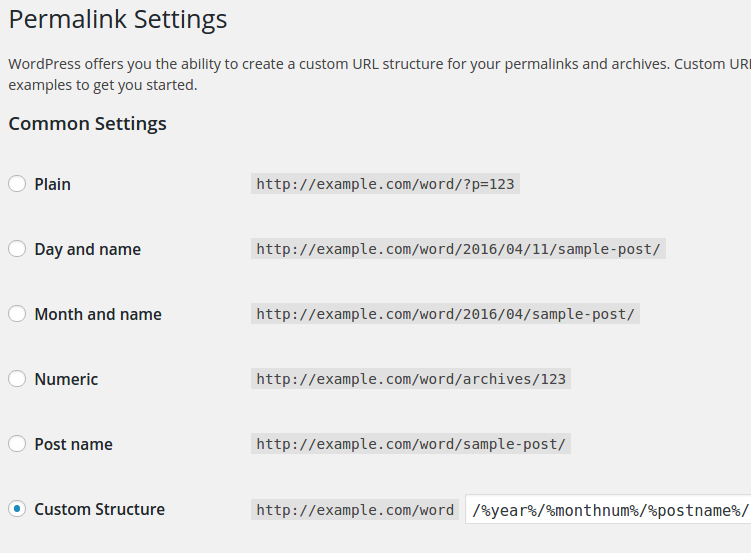 Permalink Settings
WordPress offers you the ability to create a custom URL structure for your permalinks and archives. Custom URL
examples to get you started.
Common Settings
Plain http://example.com/word/?p=123
Day and name http://example.com/word/2016/04/11/sample-post/
Month and name http://example.com/word/2016/04/sample-post/
Numeric http://example.com/word/archives/123
Post name http://example.com/word/sample-post/
Custom Structure http://example.com/word /%year%/%monthnum%/%postname%/